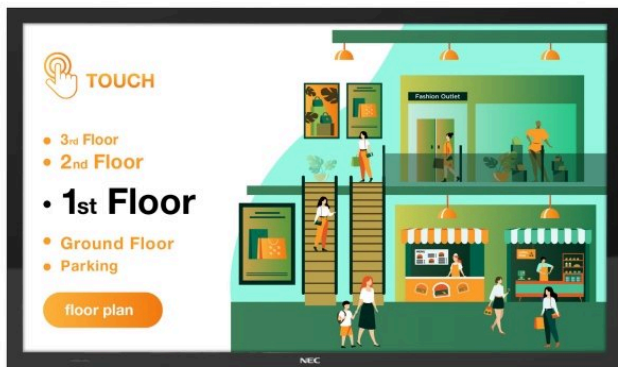 TOUCH
3rd Floor
2nd Floor
1st Floor
Ground Floor
Parking
floor plan
Fashion Outlet
NEC